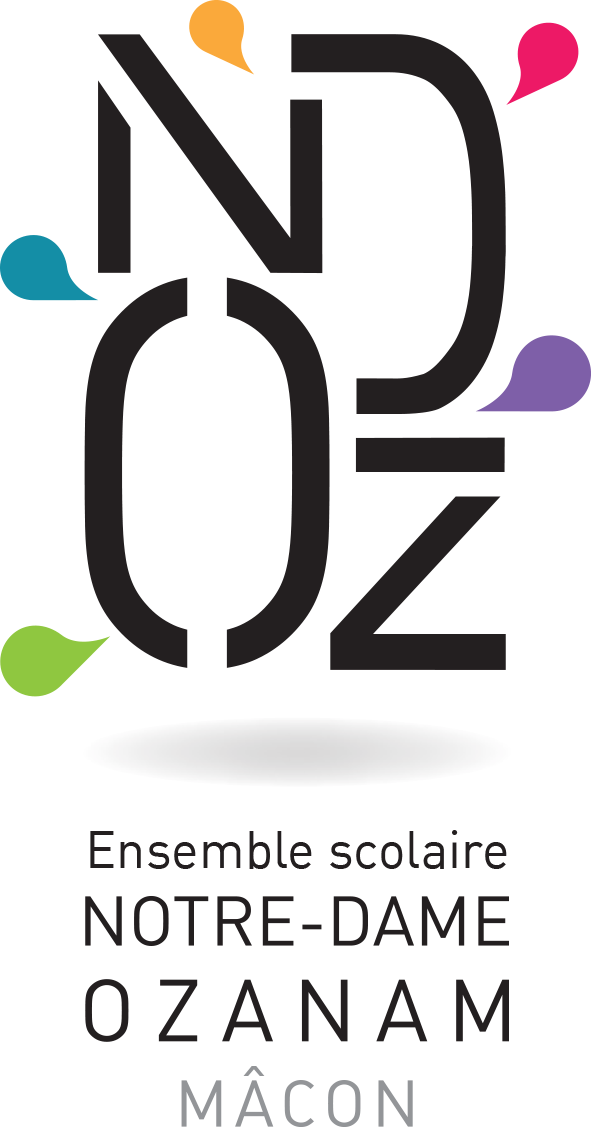 ND
OZ
Ensemble scolaire
NOTRE-DAME
OZANAM
MÂCON